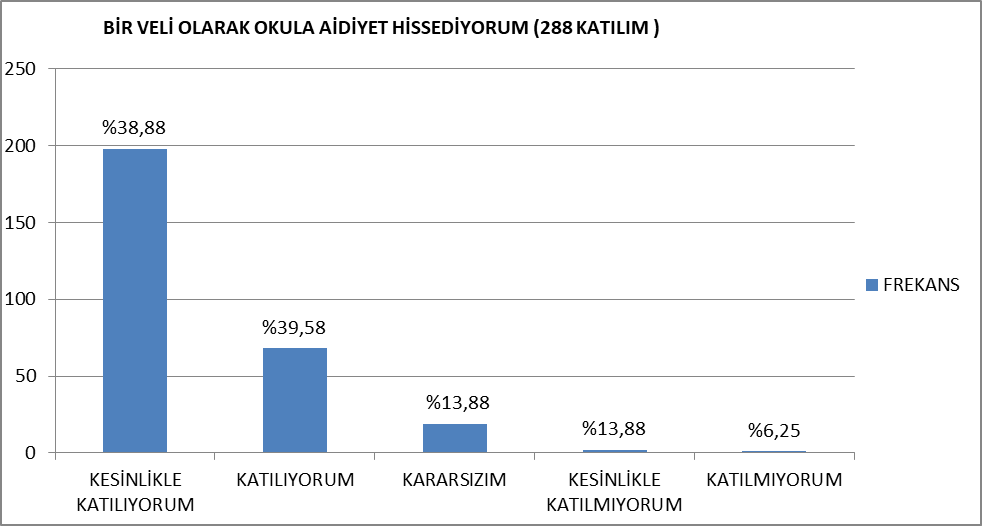 BİR VELİ OLARAK OKULA AİDİYET HİSSEDİYORUM (288 KATILIM )
250
200
150
100
50
0
%38,88
%39,58
%13,88
%13,88
%6,25
KESİNLİKLE
KATILIYORUM
KATILIYORUM
KARARSIZIM
KESİNLİKLE
KATILMIYORUM
KATILMIYORUM
FREKANS